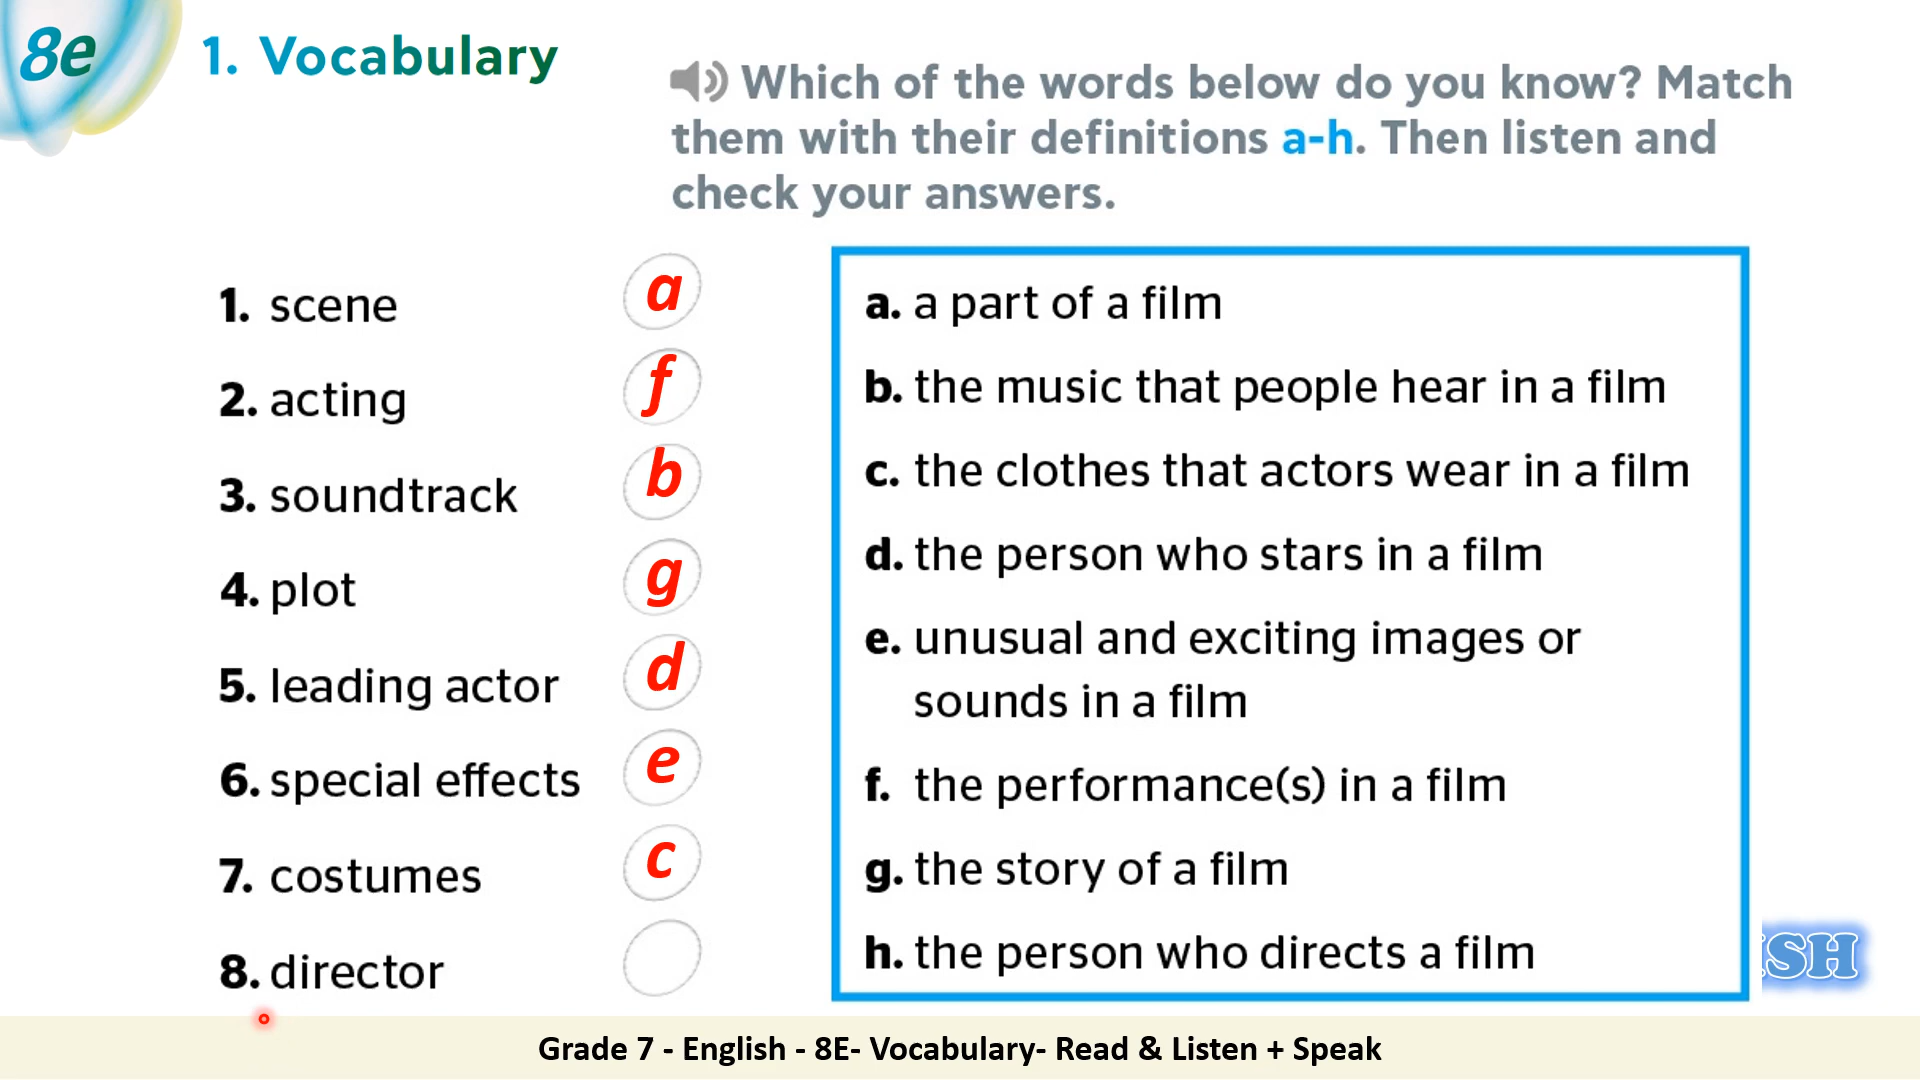 8e
1. Vocabulary
Which of the words below do you know? Match
them with their definitions a-h. Then listen and
check your answers.
1. scene a
2. acting f
3. soundtrack b
4. plot g
5. leading actor d
6. special effects e
7. costumes c
8. director
a. a part of a film
b. the music that people hear in a film
c. the clothes that actors wear in a film
d. the person who stars in a film
e. unusual and exciting images or
sounds in a film
f. the performance(s) in a film
g. the story of a film
h. the person who directs a film
Grade 7 - English - 8E- Vocabulary- Read & Listen + Speak